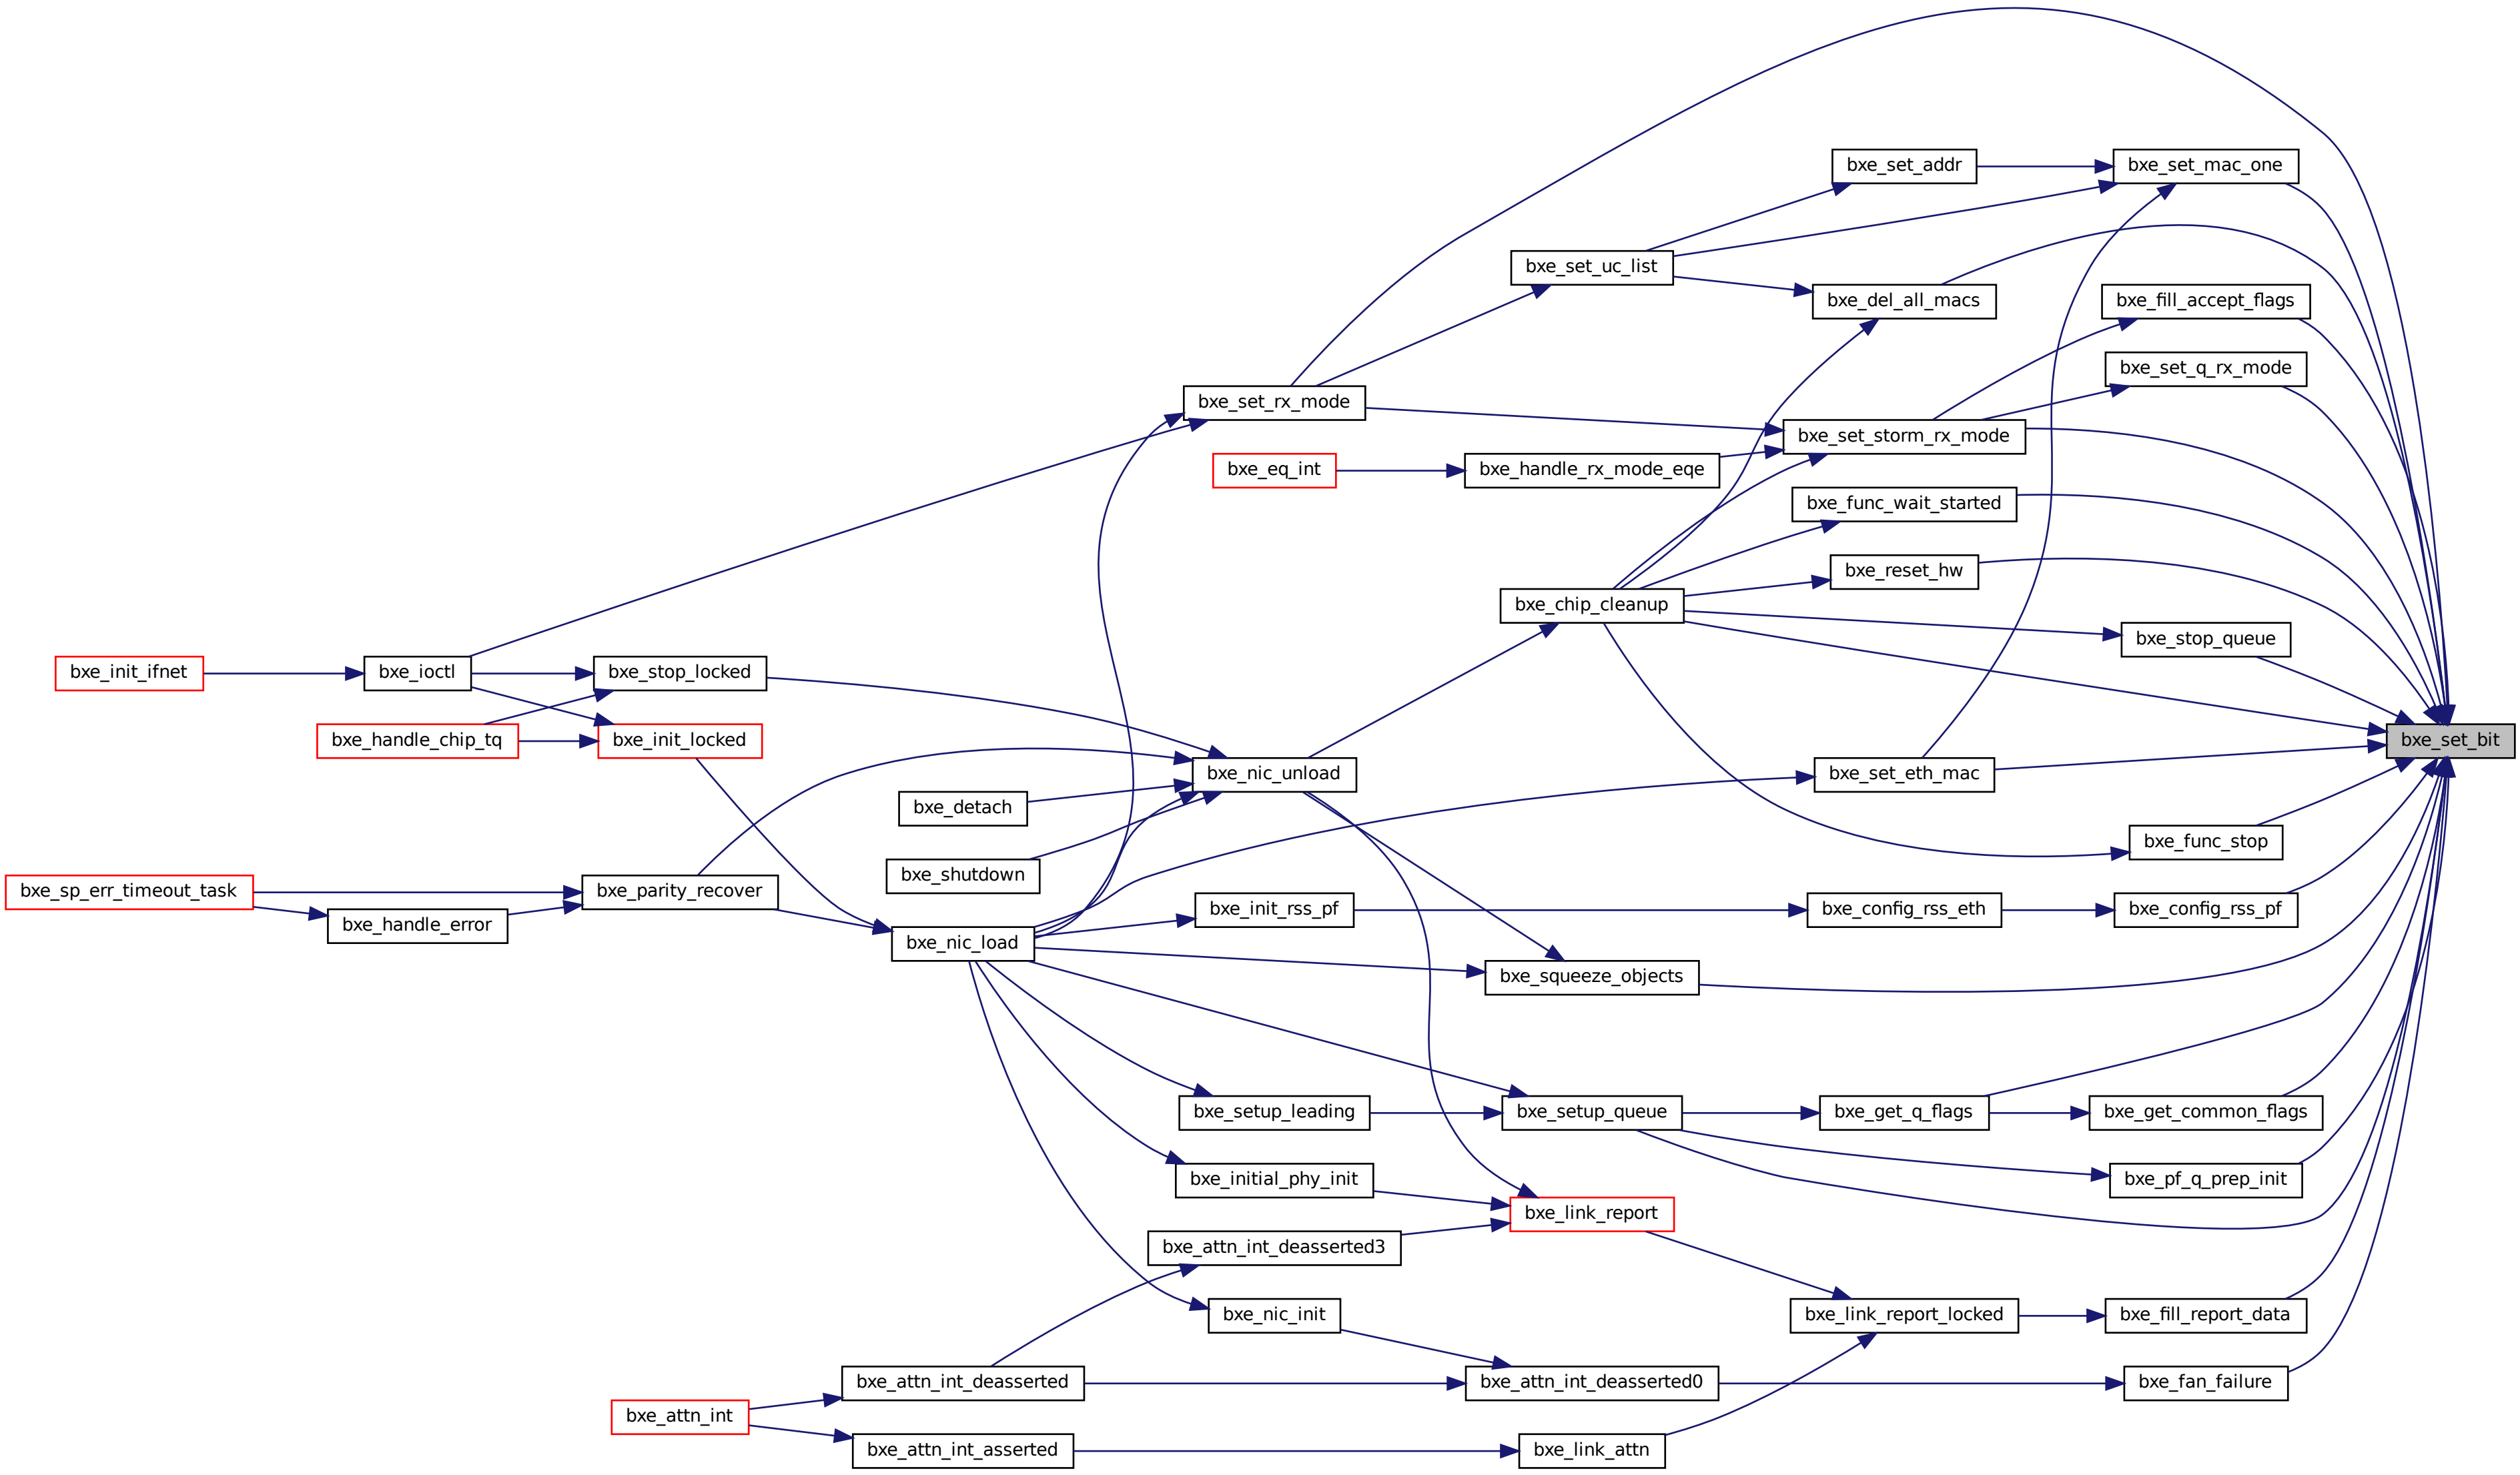 bxe_set_addr
bxe_set_mac_one
bxe_set_uc_list
bxe_del_all_macs
bxe_fill_accept_flags
bxe_set_q_rx_mode
bxe_set_rx_mode
bxe_set_storm_rx_mode
bxe_eq_int
bxe_handle_rx_mode_eqe
bxe_func_wait_started
bxe_reset_hw
bxe_chip_cleanup
bxe_stop_queue
bxe_init_ifnet
bxe_ioctl
bxe_stop_locked
bxe_handle_chip_tq
bxe_init_locked
bxe_set_bit
bxe_nic_unload
bxe_set_eth_mac
bxe_detach
bxe_func_stop
bxe_shutdown
bxe_sp_err_timeout_task
bxe_parity_recover
bxe_init_rss_pf
bxe_config_rss_eth
bxe_config_rss_pf
bxe_handle_error
bxe_nic_load
bxe_squeeze_objects
bxe_setup_leading
bxe_setup_queue
bxe_get_q_flags
bxe_get_common_flags
bxe_initial_phy_init
bxe_pf_q_prep_init
bxe_link_report
bxe_attn_int_deasserted3
bxe_nic_init
bxe_link_report_locked
bxe_fill_report_data
bxe_attn_int_deasserted
bxe_attn_int_deasserted0
bxe_fan_failure
bxe_attn_int
bxe_attn_int_asserted
bxe_link_attn